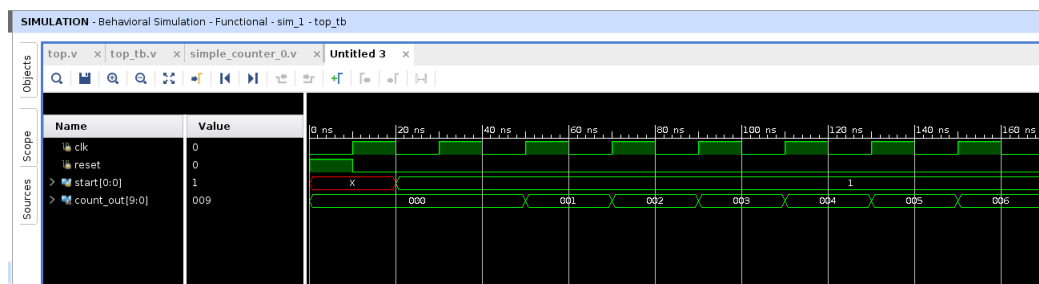 SIMULATION - Behavioral Simulation - Functional - sim_1 - top_tb
top.v × top_tb.v × simple_counter_0.v × Untitled 3 ×
Objects
Scope
Sources
Name Value
0 ns 20 ns 40 ns 60 ns 80 ns 100 ns 120 ns 140 ns 160 ns
clk 0
reset 0
> start[0:0] 1 X 1
> count_out[9:0] 009 000 001 002 003 004 005 006